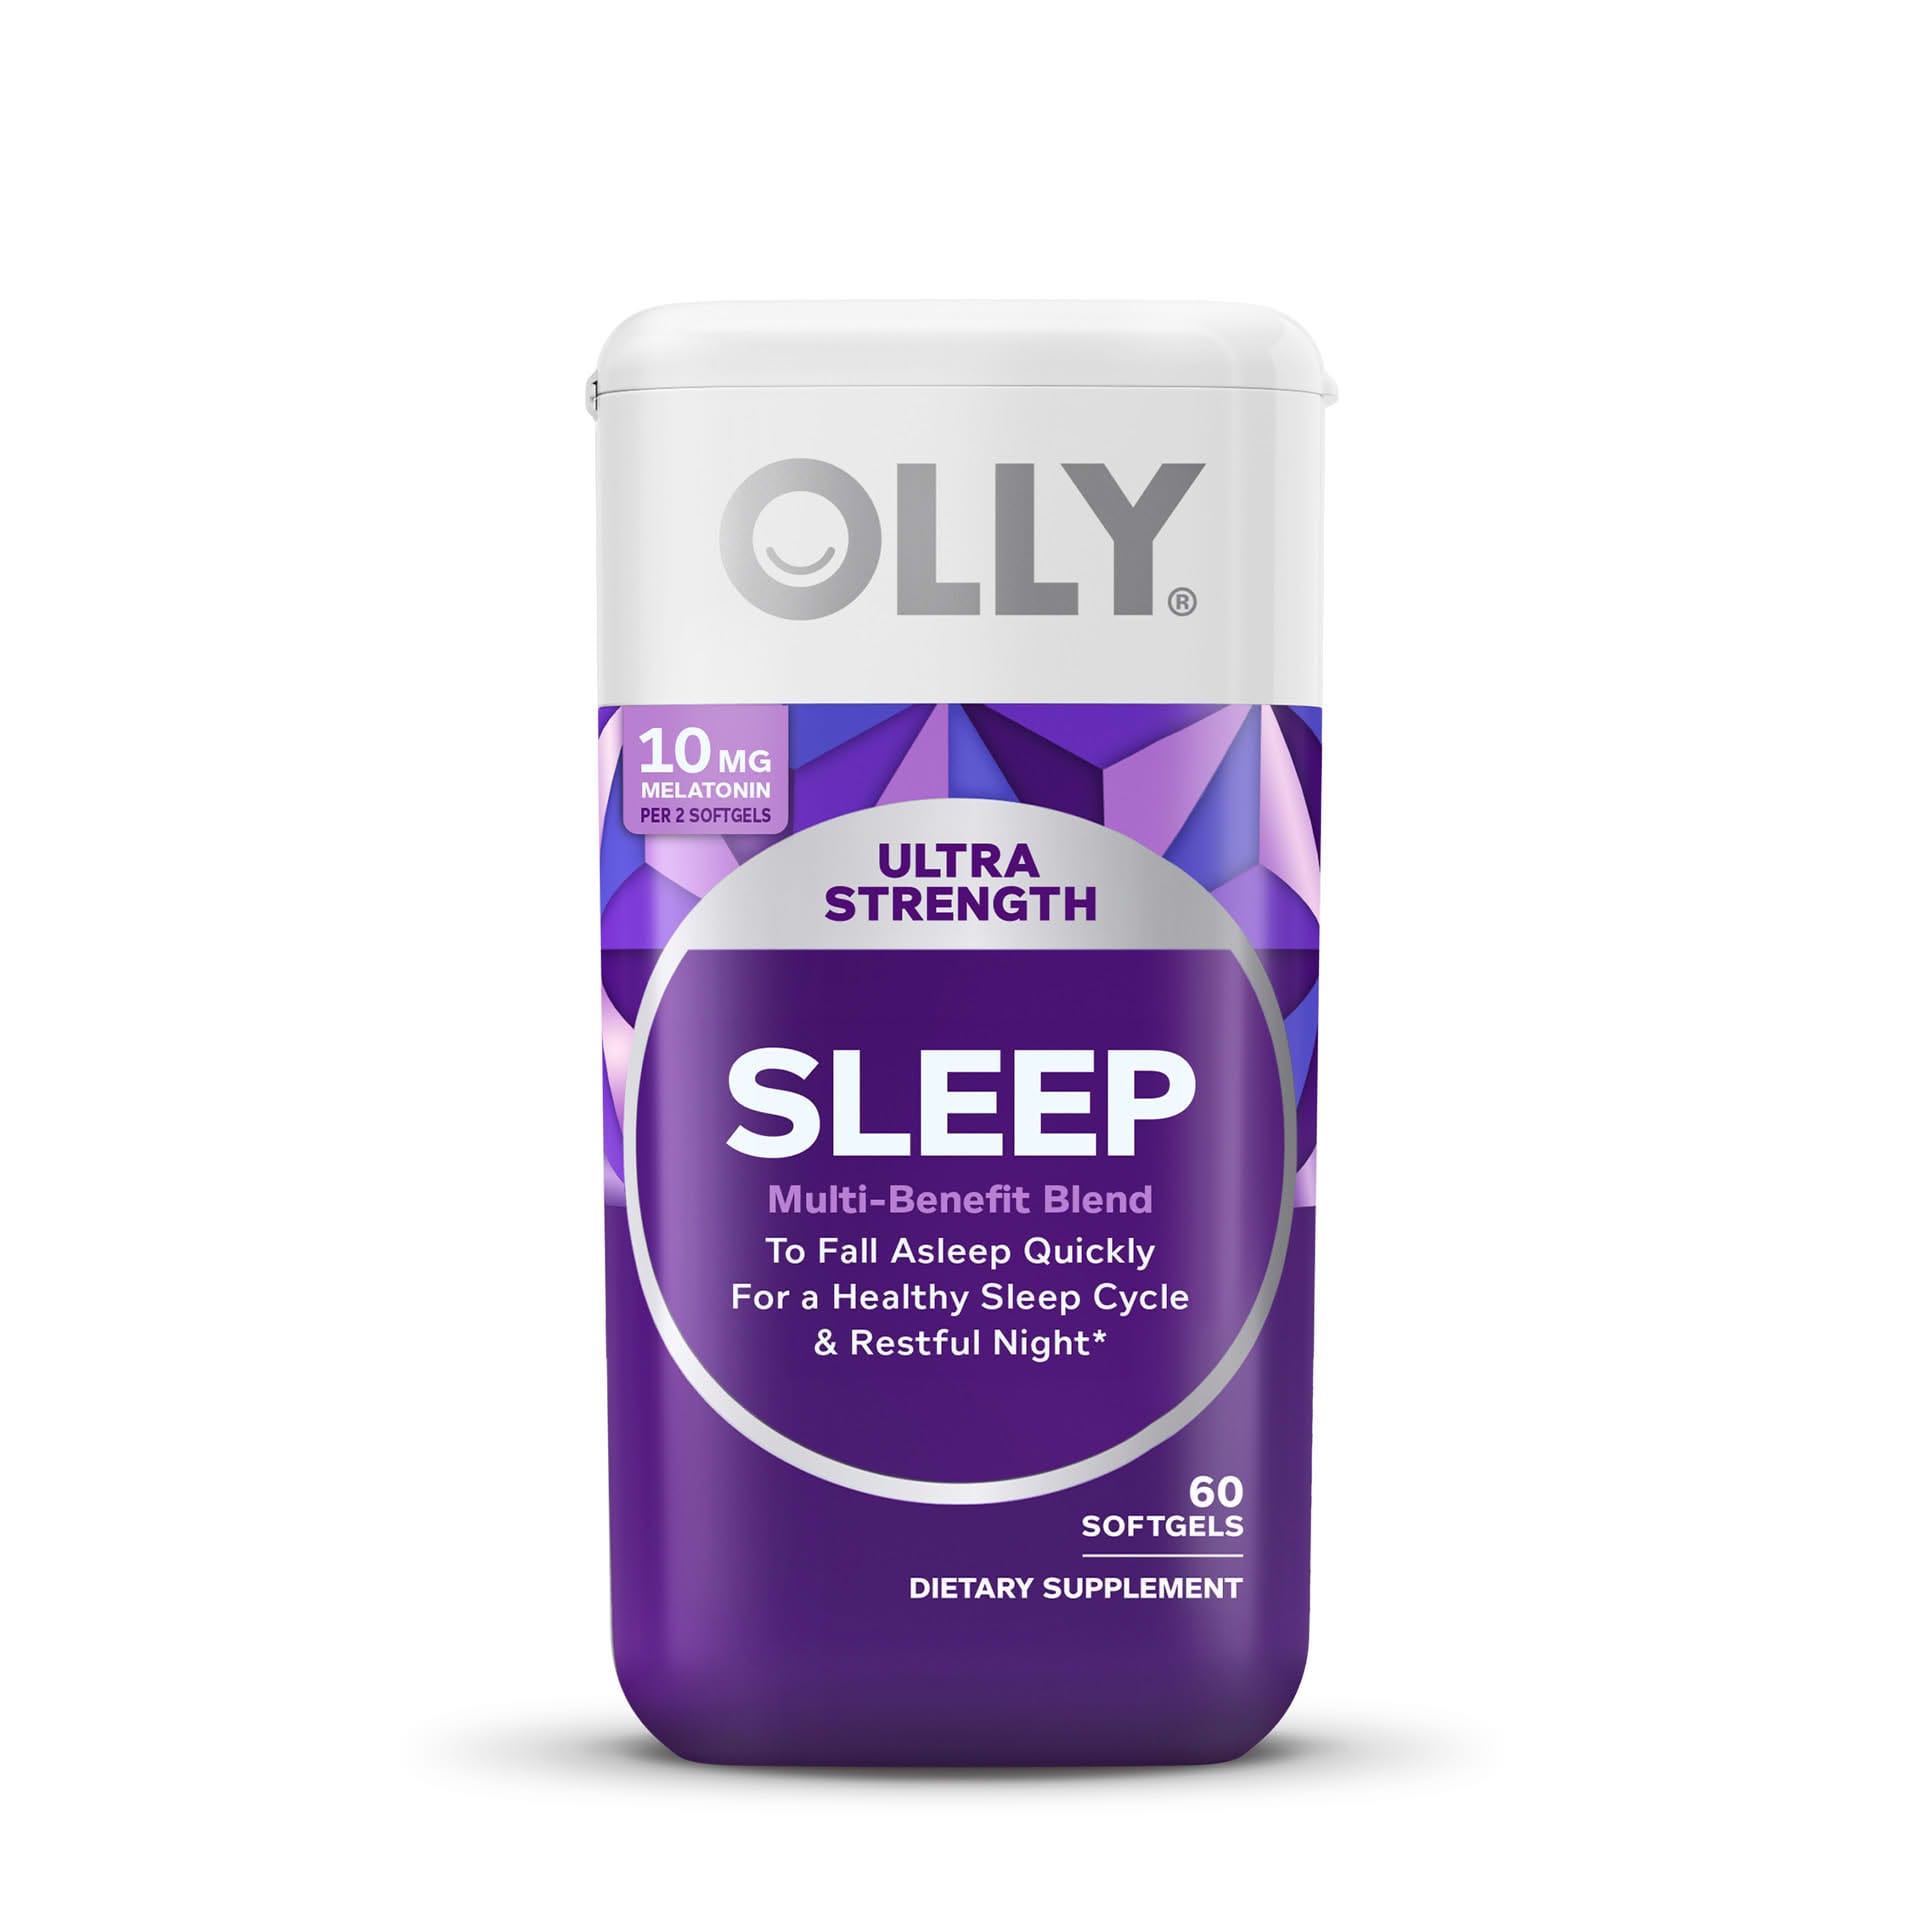 OLLY®
10 MG
MELATONIN
PER 2 SOFTGELS
ULTRA
STRENGTH
SLEEP
Multi-Benefit Blend
To Fall Asleep Quickly
For a Healthy Sleep Cycle
& Restful Night*
60
SOFTGELS
DIETARY SUPPLEMENT